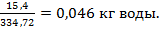 15,4/334,72 = 0,046 кг воды.